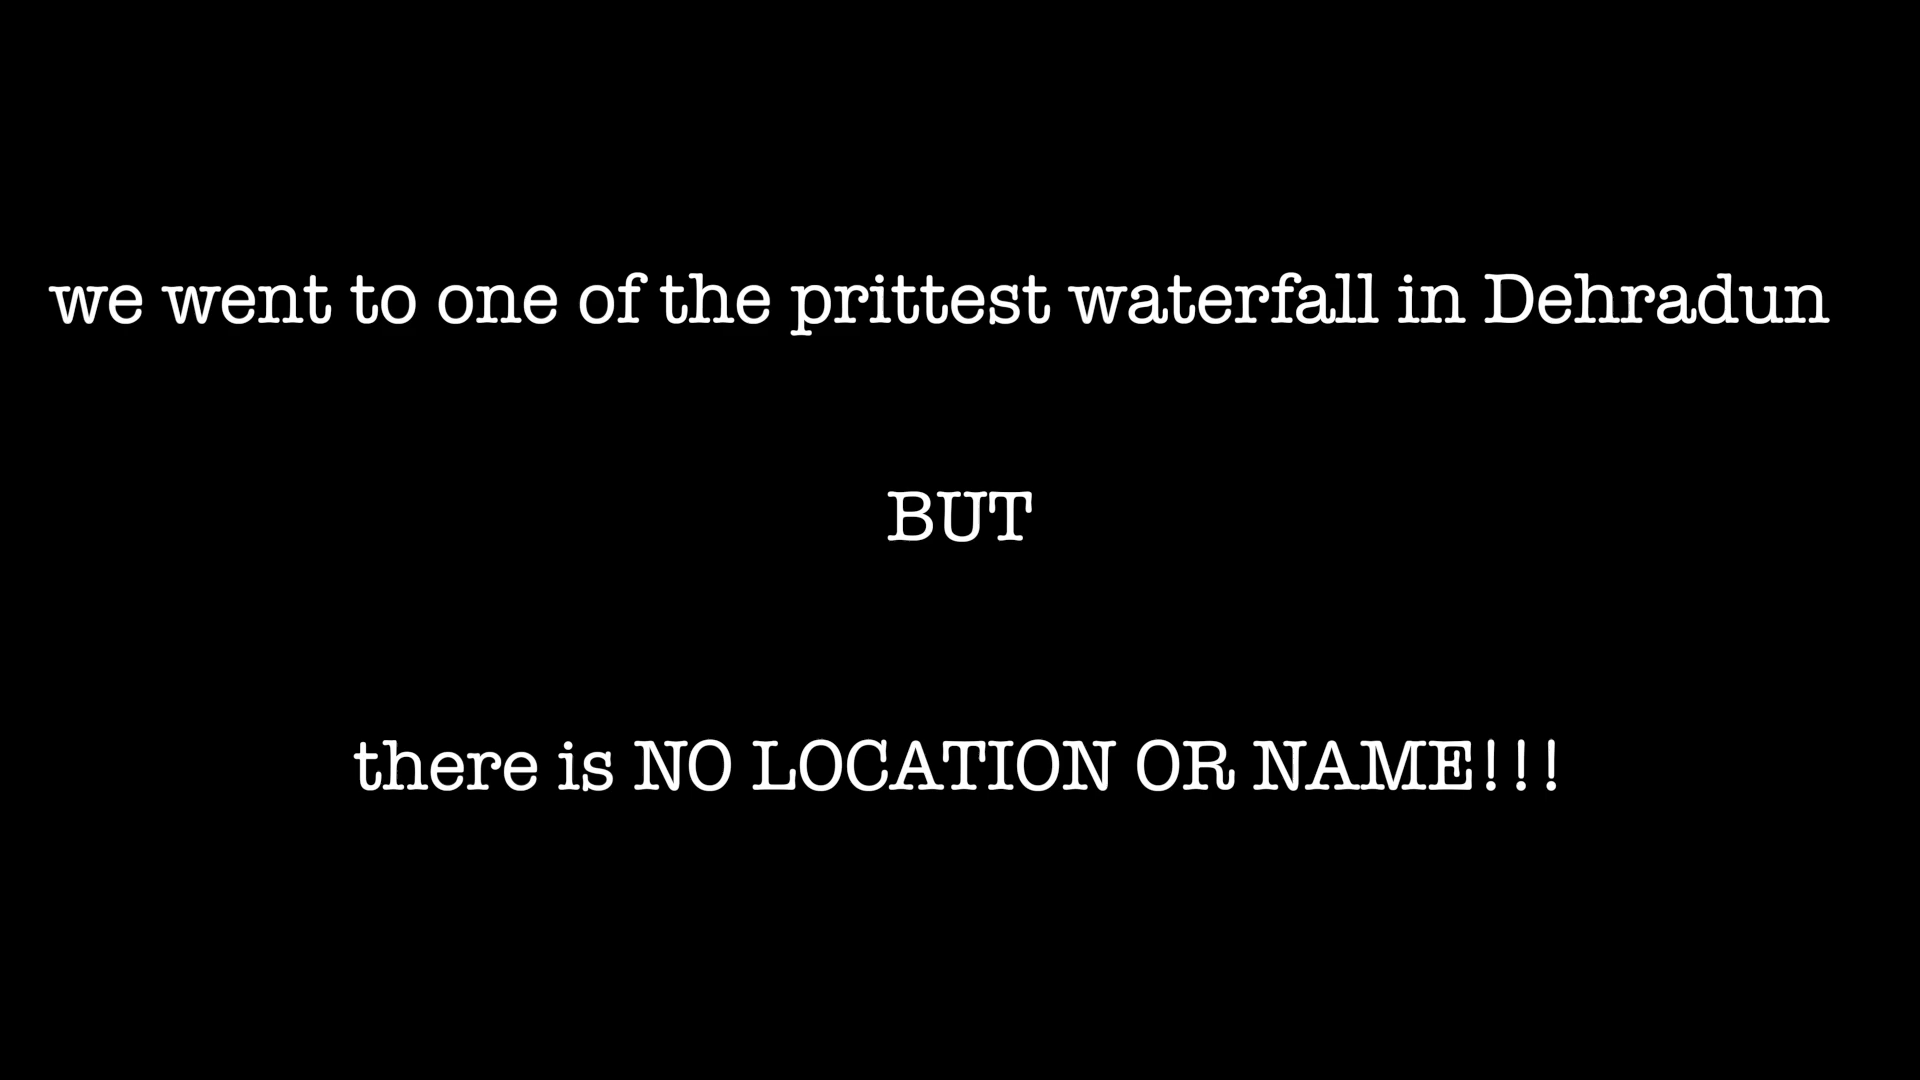 we went to one of the prittest waterfall in Dehradun
BUT
there is NO LOCATION OR NAME!!!